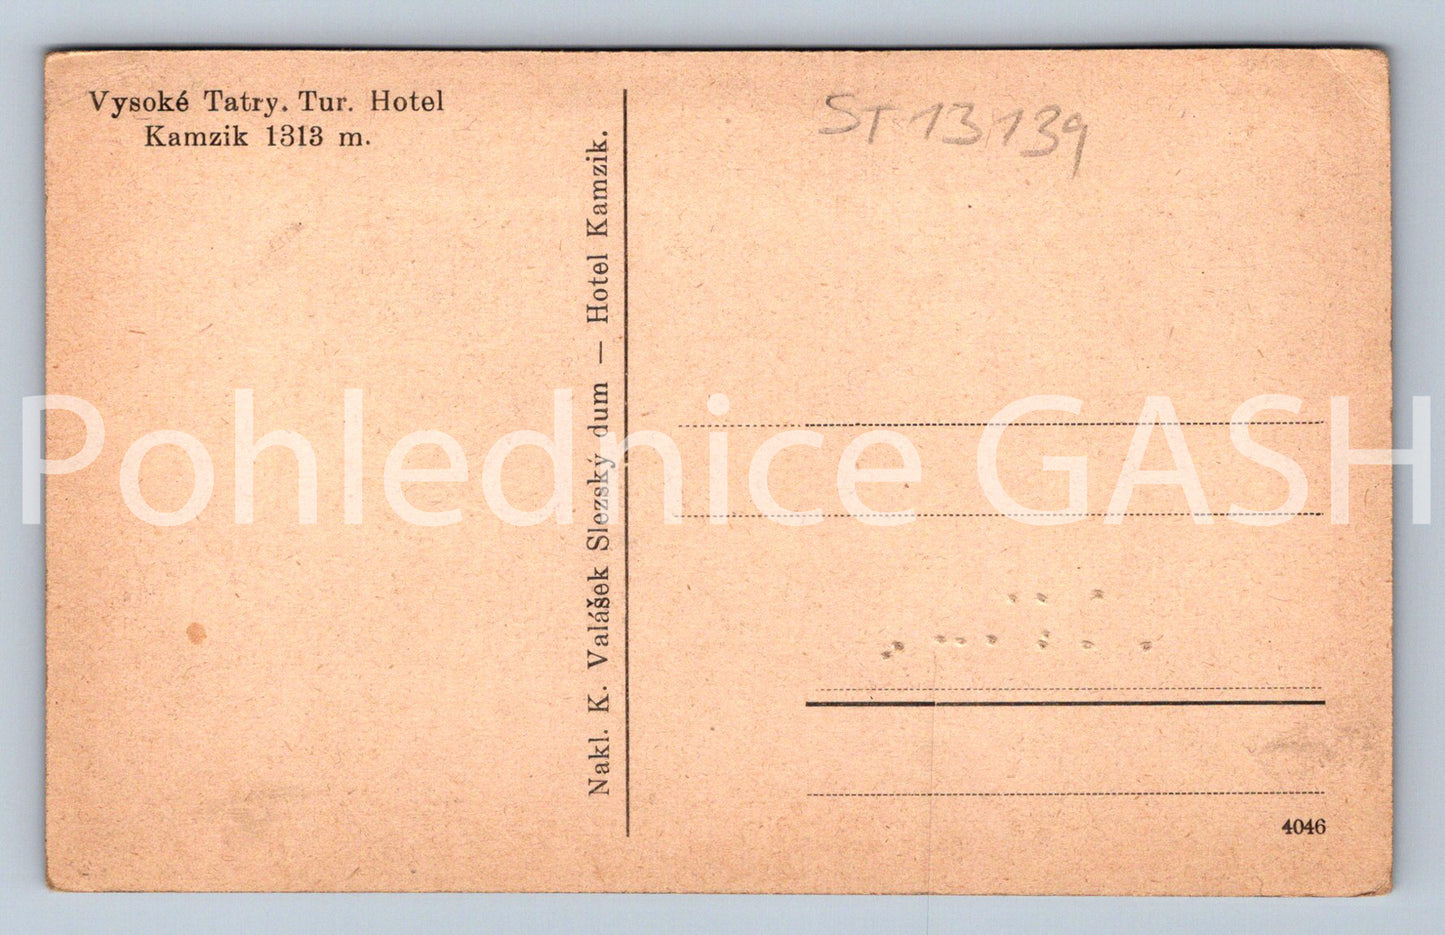 Vysoké Tatry. Tur. Hotel
Kamzik 1313 m.
Nakl. K. Valášek Slezský dum — Hotel Kamzik.
ST 13139
Pohlednice GASH
4046